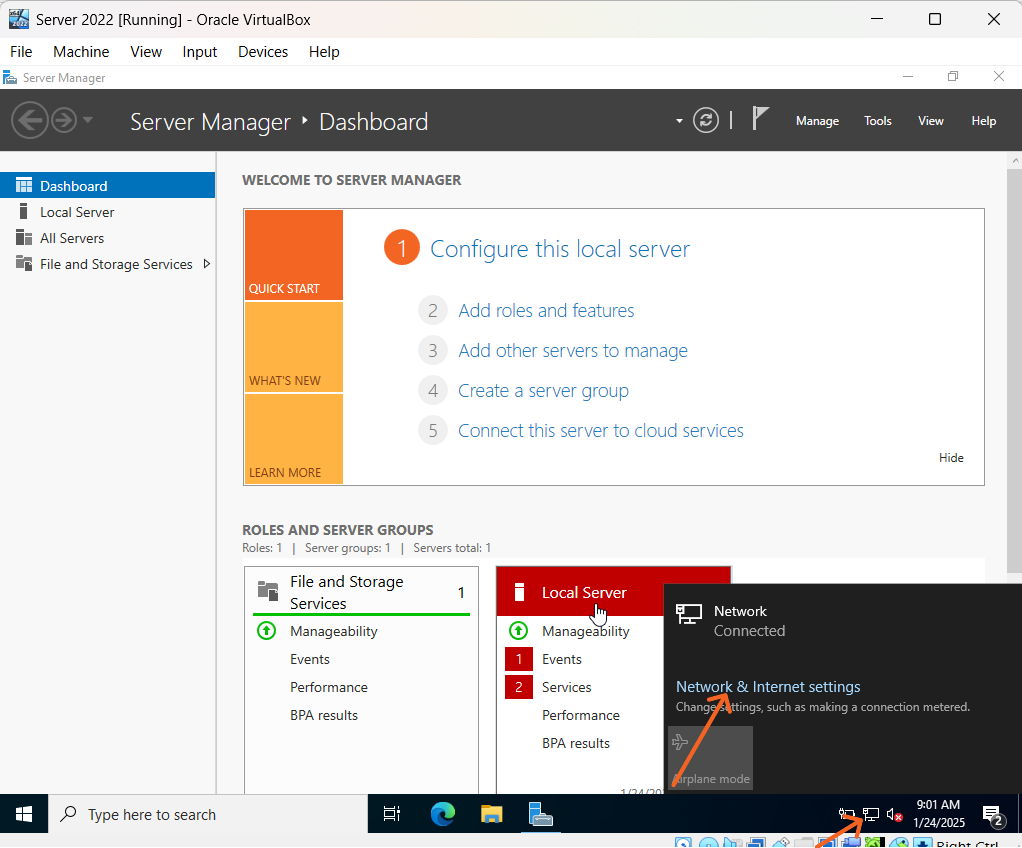 Server 2022 [Running] - Oracle VirtualBox
File Machine View Input Devices Help
Server Manager
Server Manager ‣ Dashboard
Manage Tools View Help
Dashboard
Local Server
All Servers
File and Storage Services
WELCOME TO SERVER MANAGER
QUICK START
WHAT'S NEW
LEARN MORE
1 Configure this local server
2 Add roles and features
3 Add other servers to manage
4 Create a server group
5 Connect this server to cloud services
Hide
ROLES AND SERVER GROUPS
Roles: 1 | Server groups: 1 | Servers total: 1
File and Storage
Services
1
Manageability
Events
Performance
BPA results
Local Server
Manageability
1 Events
2 Services
Performance
BPA results
Network
Connected
Network & Internet settings
Change settings, such as making a connection metered.
Airplane mode
Type here to search
9:01 AM
1/24/2025
2
Right Ctrl